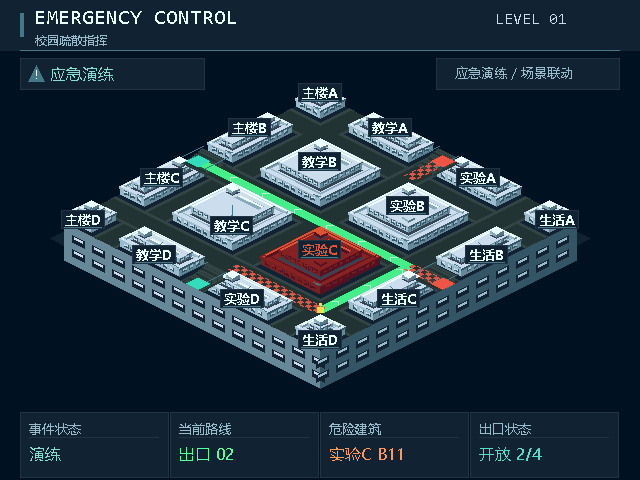 EMERGENCY CONTROL
LEVEL 01
校园疏散指挥
应急演练
应急演练 / 场景联动
主楼A
主楼B
教学A
教学B
主楼C
实验A
实验B
主楼D
教学C
生活A
实验C
教学D
生活B
实验D
生活C
生活D
事件状态
演练
当前路线
出口 02
危险建筑
实验C B11
出口状态
开放 2/4